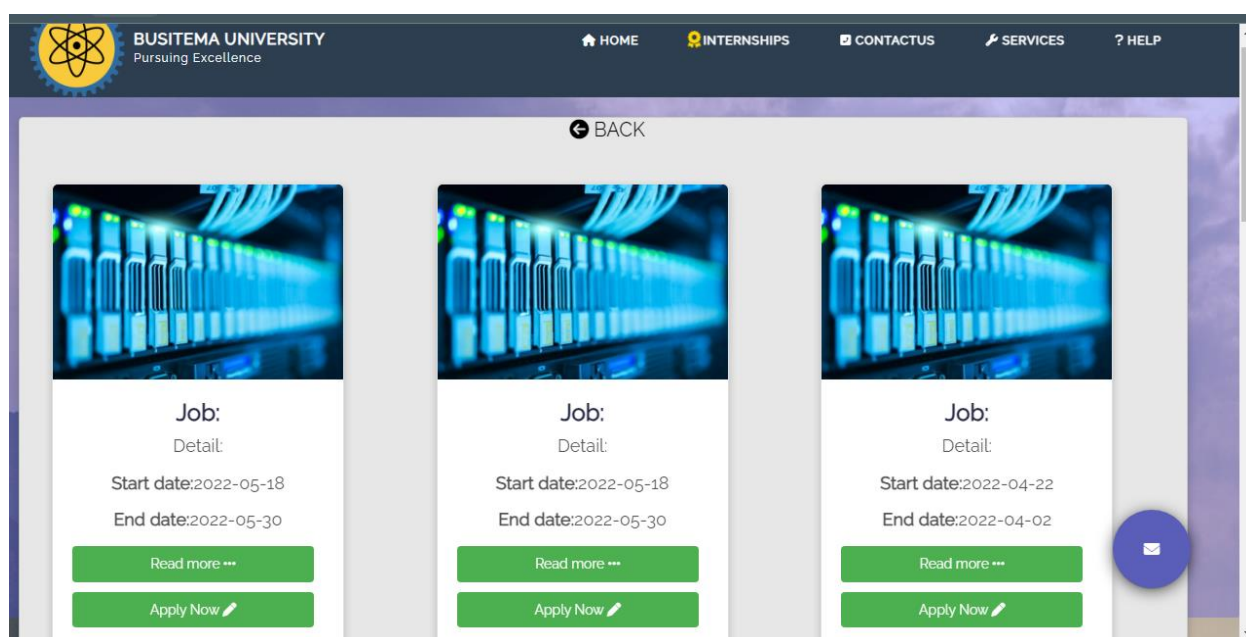 BUSITEMA UNIVERSITY
Pursuing Excellence
HOME
INTERNSHIPS
CONTACTUS
SERVICES
? HELP
BACK
Job:
Detail:
Start date:2022-05-18
End date:2022-05-30
Read more •••
Apply Now
Job:
Detail:
Start date:2022-05-18
End date:2022-05-30
Read more •••
Apply Now
Job:
Detail:
Start date:2022-04-22
End date:2022-04-02
Read more •••
Apply Now